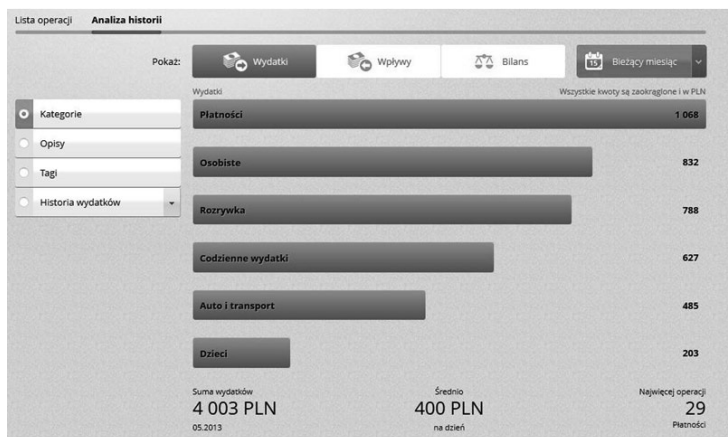 Lista operacji Analiza historii
Pokaż: Wydatki Wpływy Bilans 15 Bieżący miesiąc
Wydatki Wszystkie kwoty są zaokrąglone i w PLN
Kategorie
Opisy
Tagi
Historia wydatków
Płatności 1 068
Osobiste 832
Rozrywka 788
Codzienne wydatki 627
Auto i transport 485
Dzieci 203
Suma wydatków Średnio Najwięcej operacji
4 003 PLN 400 PLN 29
05.2013 na dzień Płatności